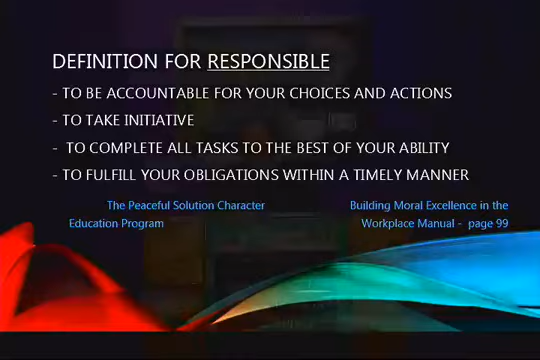 DEFINITION FOR RESPONSIBLE
- TO BE ACCOUNTABLE FOR YOUR CHOICES AND ACTIONS
- TO TAKE INITIATIVE
- TO COMPLETE ALL TASKS TO THE BEST OF YOUR ABILITY
- TO FULFILL YOUR OBLIGATIONS WITHIN A TIMELY MANNER
The Peaceful Solution Character Building Moral Excellence in the
Education Program Workplace Manual - page 99